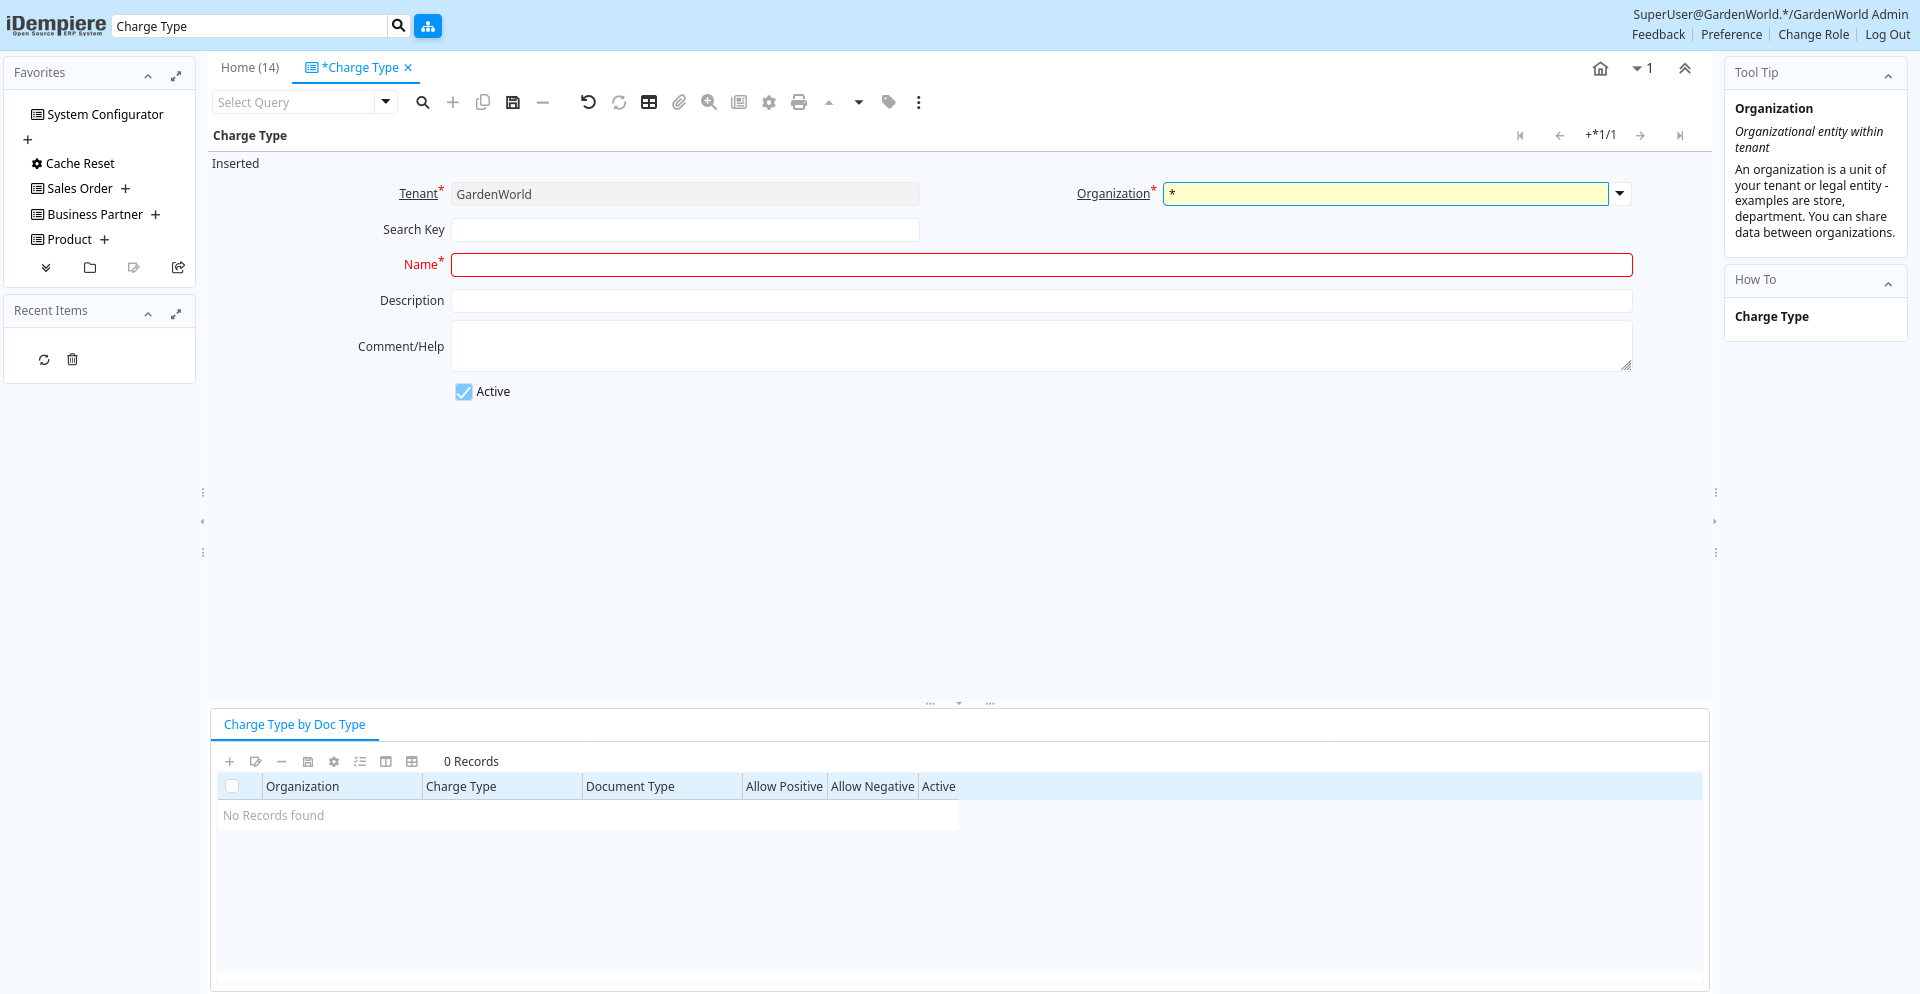 iDempiere
Open Source ERP System
Charge Type
SuperUser@GardenWorld.*/GardenWorld Admin
Feedback
Preference
Change Role
Log Out
Favorites
System Configurator
Cache Reset
Sales Order
Business Partner
Product
Recent Items
Home (14)
*Charge Type
1
Select Query
Charge Type
+*1/1
Inserted
Tenant*
GardenWorld
Organization*
*
Search Key
Name*
Description
Comment/Help
Active
Charge Type by Doc Type
0 Records
Organization
Charge Type
Document Type
Allow Positive
Allow Negative
Active
No Records found
Tool Tip
Organization
Organizational entity within
tenant
An organization is a unit of
your tenant or legal entity -
examples are store,
department. You can share
data between organizations.
How To
Charge Type